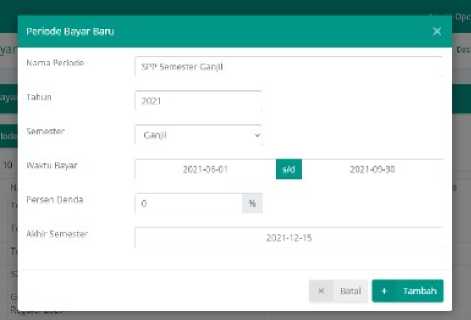 Periode Bayar Baru
×
Nama Periode
SPP Semester Ganjil
Tahun
2021
Semester
Ganjil
Waktu Bayar
2021-06-01
s/d
2021-09-30
Persen Denda
0
%
Akhir Semester
2021-12-15
× Batal
+ Tambah
10